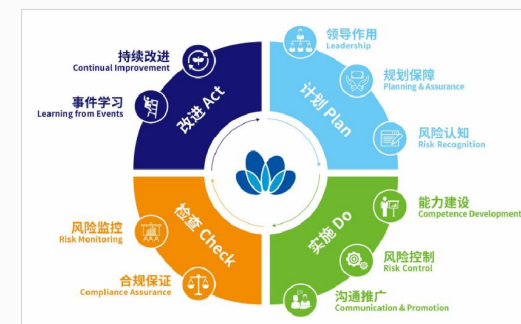 领导作用
Leadership
规划保障
Planning & Assurance
风险认知
Risk Recognition
计划 Plan
能力建设
Competence Development
风险控制
Risk Control
沟通推广
Communication & Promotion
实施 Do
风险监控
Risk Monitoring
合规保证
Compliance Assurance
检查 Check
持续改进
Continual Improvement
事件学习
Learning from Events
改进 Act